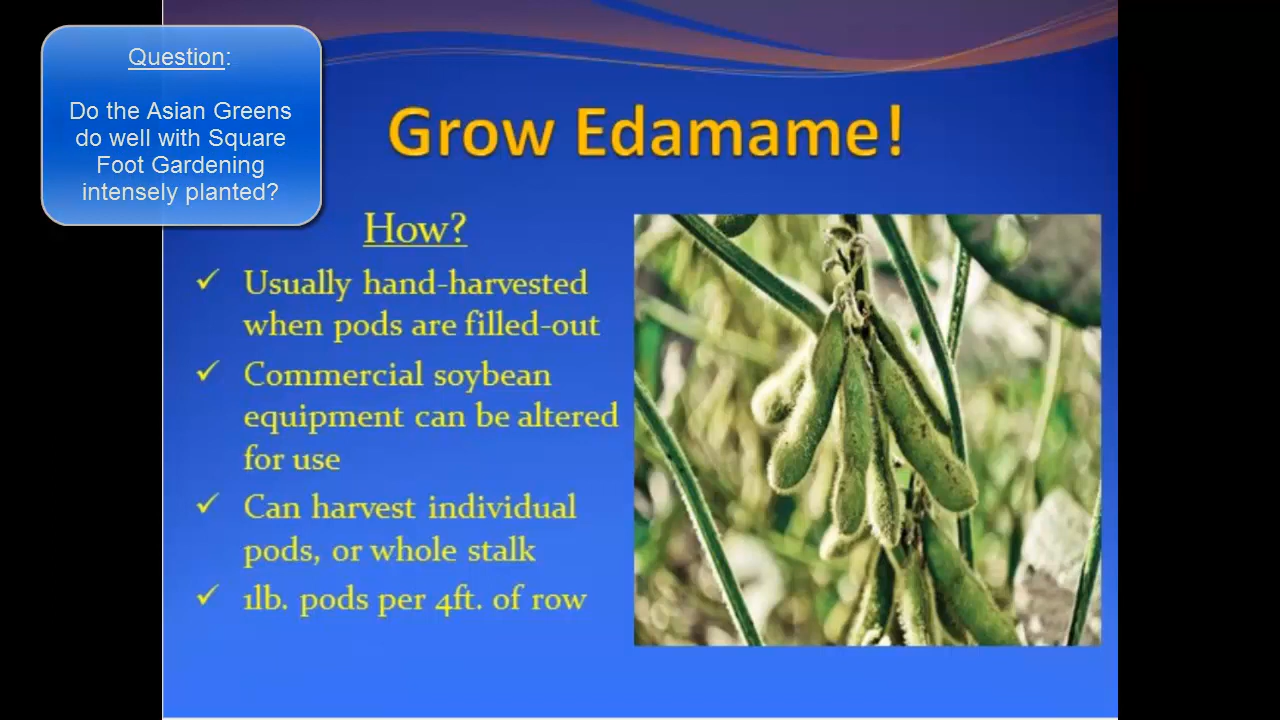 Question:
Do the Asian Greens
do well with Square
Foot Gardening
intensely planted?
Grow Edamame!
How?
✓ Usually hand-harvested
when pods are filled-out
✓ Commercial soybean
equipment can be altered
for use
✓ Can harvest individual
pods, or whole stalk
✓ 1lb. pods per 4ft. of row